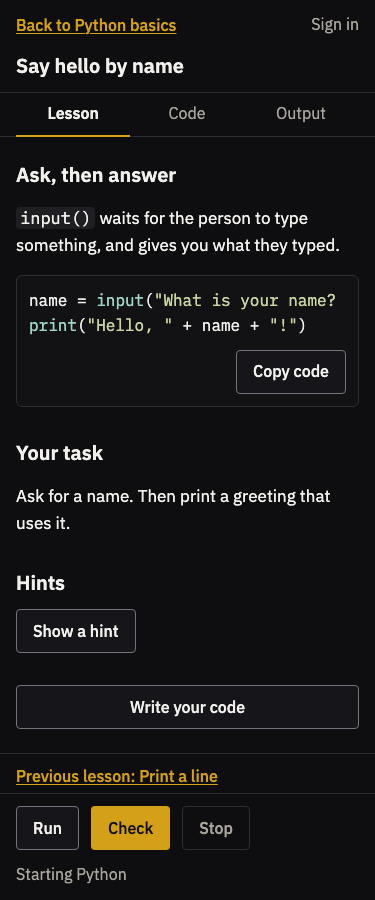 Back to Python basics
Sign in
Say hello by name
Lesson
Code
Output
Ask, then answer
input() waits for the person to type
something, and gives you what they typed.
name = input("What is your name?
print("Hello, " + name + "!")
Copy code
Your task
Ask for a name. Then print a greeting that
uses it.
Hints
Show a hint
Write your code
Previous lesson: Print a line
Run
Check
Stop
Starting Python